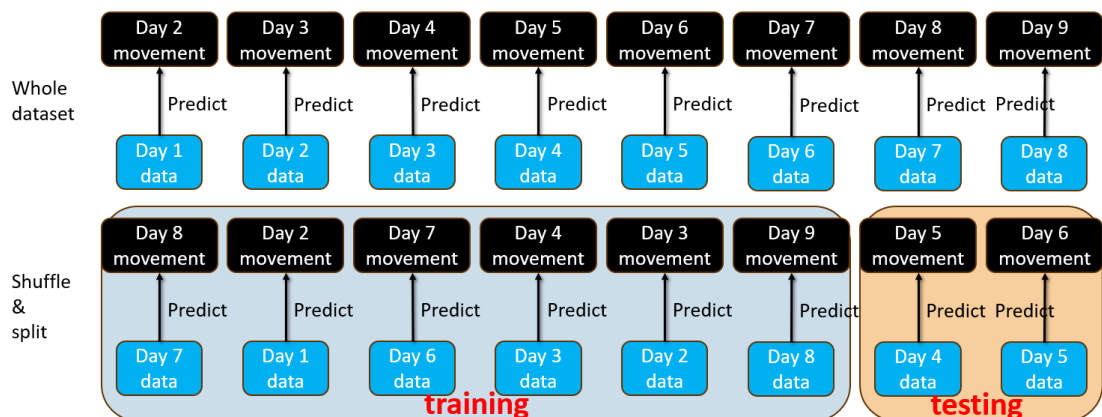 Day 2 Day 3 Day 4 Day 5 Day 6 Day 7 Day 8 Day 9
movement movement movement movement movement movement movement movement
Whole
dataset
Predict Predict Predict Predict Predict Predict Predict Predict
Day 1 Day 2 Day 3 Day 4 Day 5 Day 6 Day 7 Day 8
data data data data data data data data
Day 8 Day 2 Day 7 Day 4 Day 3 Day 9 Day 5 Day 6
movement movement movement movement movement movement movement movement
Shuffle
&
split
Predict Predict Predict Predict Predict Predict Predict Predict
Day 7 Day 1 Day 6 Day 3 Day 2 Day 8 Day 4 Day 5
data data data data data data data data
training testing